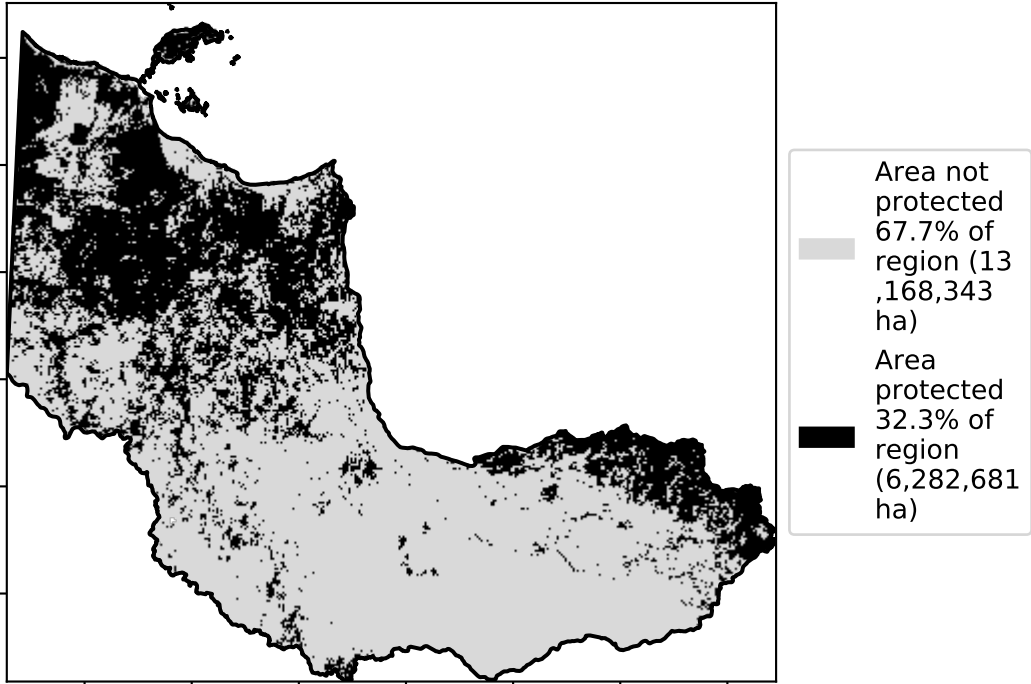 Area not
protected
67.7% of
region (13
,168,343
ha)
Area
protected
32.3% of
region
(6,282,681
ha)